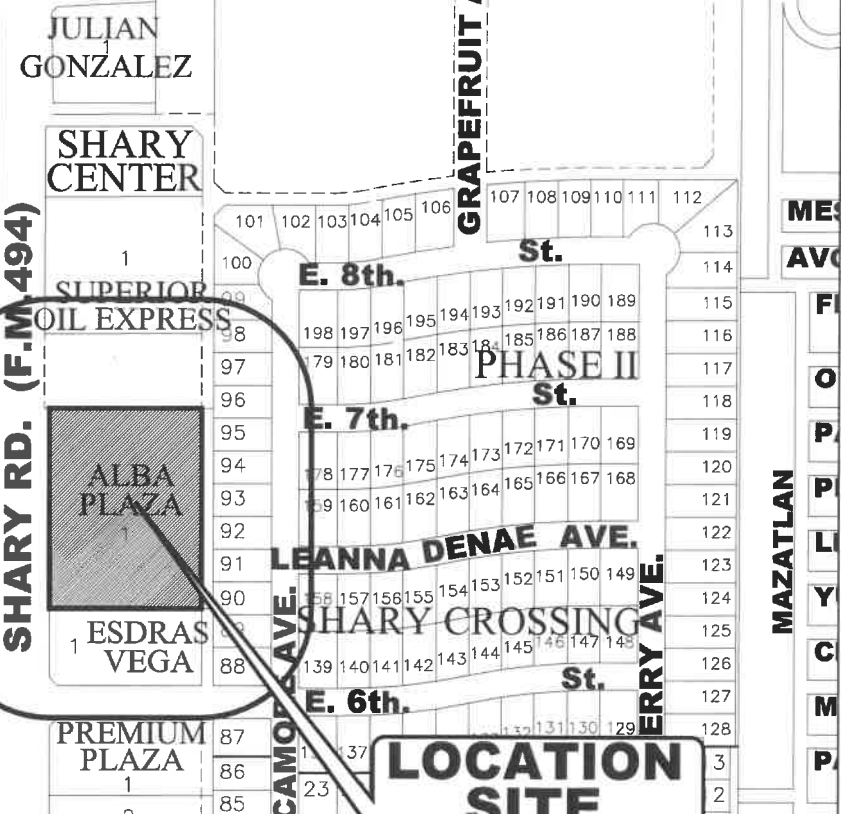 JULIAN
1
GONZALEZ
GRAPEFRUIT
SHARY
CENTER
1
SUPERIOR
OIL EXPRESS
SHARY RD. (F.M. 494)
ALBA
PLAZA
1
1
ESDRAS
VEGA
PREMIUM
PLAZA
1
101 102 103 104 105 106
107 108 109 110 111 112
100
99
98
97
96
95
94
93
92
91
90
89
88
87
86
85
113
114
115
116
117
118
119
120
121
122
123
124
125
126
127
128
3
2
E. 8th. St.
198 197 196 195 194 193 192 191 190 189
179 180 181 182 183 184 185 186 187 188
PHASE II
E. 7th. St.
178 177 176 175 174 173 172 171 170 169
159 160 161 162 163 164 165 166 167 168
LEANNA DENAE AVE.
158 157 156 155 154 153 152 151 150 149
SHARY CROSSING
139 140 141 142 143 144 145 146 147 148
E. 6th. St.
132 131 130 129
137
23
CAMORE AVE.
ERRY AVE.
MAZATLAN
MES
AVO
F
O
PA
P
L
Y
C
M
P
LOCATION
SITE